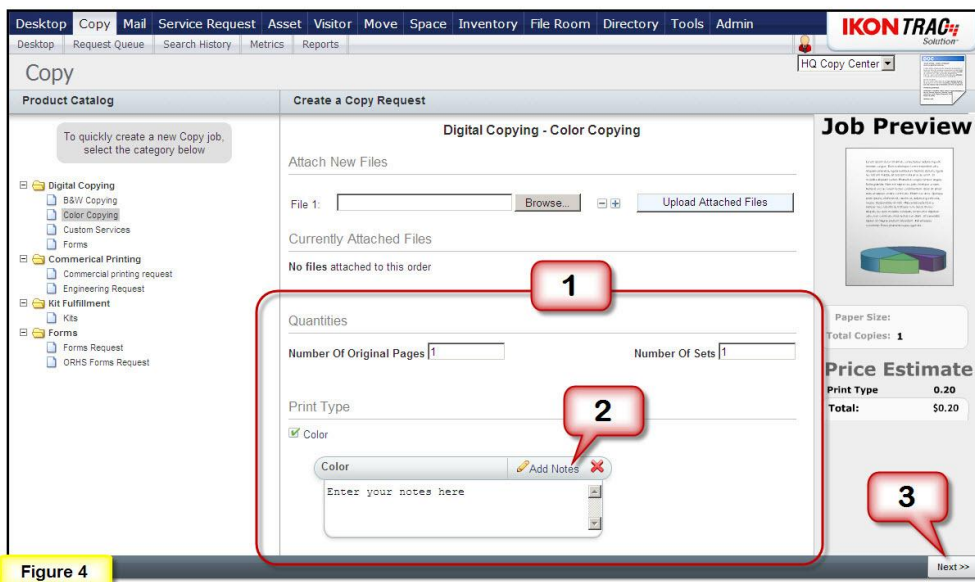 Desktop Copy Mail Service Request Asset Visitor Move Space Inventory File Room Directory Tools Admin
IKON TRAC
Solution
Desktop Request Queue Search History Metrics Reports
HQ Copy Center
Copy
Product Catalog
Create a Copy Request
To quickly create a new Copy job,
select the category below
Digital Copying
B&W Copying
Color Copying
Custom Services
Forms
Commerical Printing
Commercial printing request
Engineering Request
Kit Fulfillment
Kits
Forms
Forms Request
ORHS Forms Request
Digital Copying - Color Copying
Attach New Files
File 1: Browse... Upload Attached Files
Currently Attached Files
No files attached to this order
1
Quantities
Number Of Original Pages 1 Number Of Sets 1
Print Type
2
Color
Color Add Notes
Enter your notes here
Job Preview
Paper Size:
Total Copies: 1
Price Estimate
Print Type 0.20
Total: $0.20
3
Next >>
Figure 4